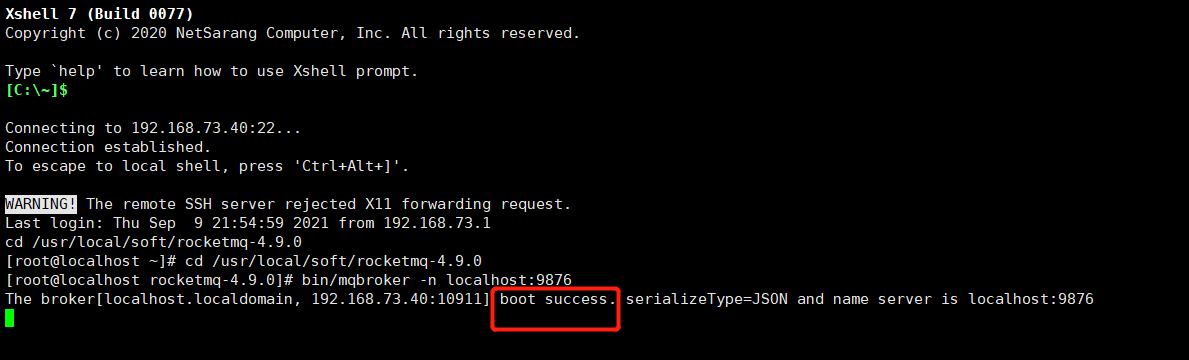 Xshell 7 (Build 0077)
Copyright (c) 2020 NetSarang Computer, Inc. All rights reserved.
Type `help' to learn how to use Xshell prompt.
[C:\~]$
Connecting to 192.168.73.40:22...
Connection established.
To escape to local shell, press 'Ctrl+Alt+]'.
WARNING! The remote SSH server rejected X11 forwarding request.
Last login: Thu Sep  9 21:54:59 2021 from 192.168.73.1
cd /usr/local/soft/rocketmq-4.9.0
[root@localhost ~]# cd /usr/local/soft/rocketmq-4.9.0
[root@localhost rocketmq-4.9.0]# bin/mqbroker -n localhost:9876
The broker[localhost.localdomain, 192.168.73.40:10911] boot success. serializeType=JSON and name server is localhost:9876